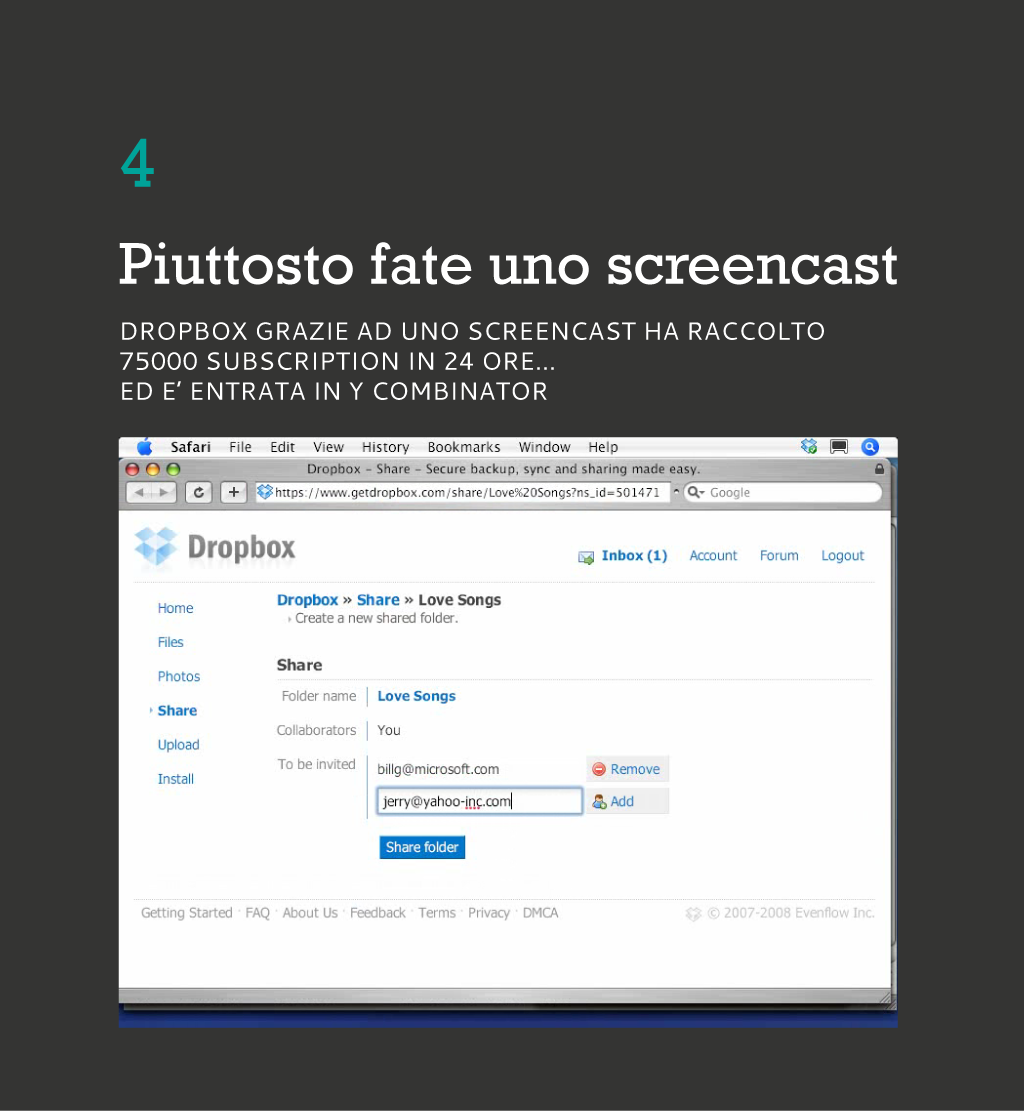 4
Piuttosto fate uno screencast
DROPBOX GRAZIE AD UNO SCREENCAST HA RACCOLTO
75000 SUBSCRIPTION IN 24 ORE...
ED E’ ENTRATA IN Y COMBINATOR
Safari File Edit View History Bookmarks Window Help
Dropbox – Share – Secure backup, sync and sharing made easy.
https://www.getdropbox.com/share/Love%20Songs?ns_id=501471 Google
Dropbox
Inbox (1) Account Forum Logout
Home
Files
Photos
Share
Upload
Install
Dropbox » Share » Love Songs
Create a new shared folder.
Share
Folder name Love Songs
Collaborators You
To be invited billg@microsoft.com Remove
jerry@yahoo-inc.com Add
Share folder
Getting Started · FAQ · About Us · Feedback · Terms · Privacy · DMCA © 2007-2008 Evenflow Inc.